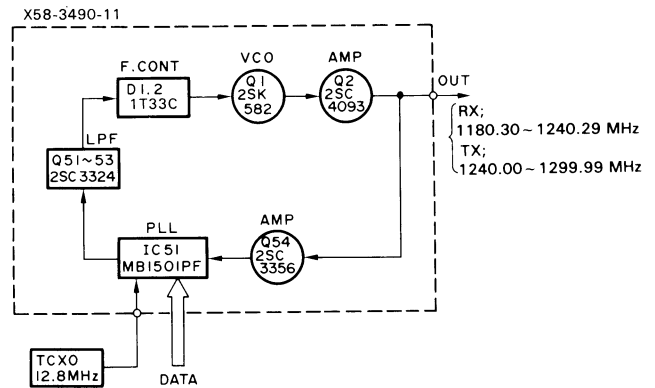 X58-3490-11
F.CONT
D1.2
1T33C
VCO
Q1
2SK
582
AMP
Q2
2SC
4093
OUT
RX;
1180.30~1240.29 MHz
TX;
1240.00~1299.99 MHz
LPF
Q51~53
2SC3324
PLL
IC51
MB1501PF
AMP
Q54
2SC
3356
TCXO
12.8MHz
DATA